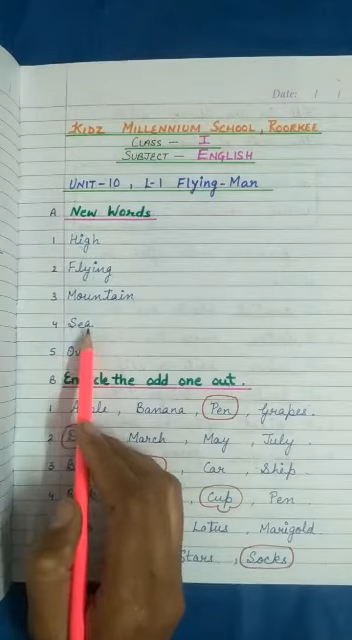 Date: / /
Kidz Millennium School, Roorkee
Class - I
Subject - English
Unit-10, L-1 Flying-Man
A New Words
1 High
2 Flying
3 Mountain
4 Sea
5
B the odd one out.
1 , Banana, Pen, Grapes.
2 March, May, July.
3 Car, Ship.
4 , Cup, Pen
Lotus, Marigold.
Stars, Socks